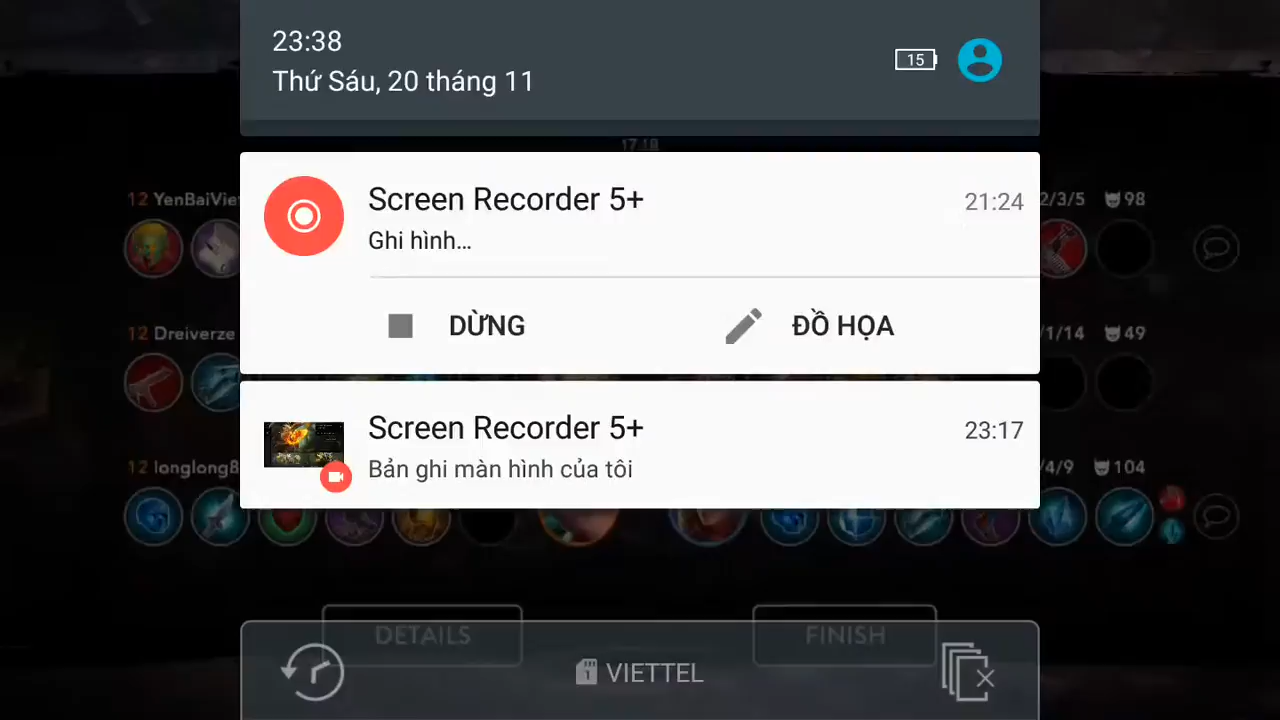 23:38
Thứ Sáu, 20 tháng 11
15
17:18
12 YenBaiVie
2/3/5
98
Screen Recorder 5+
21:24
Ghi hình...
DỪNG
ĐỒ HỌA
12 Dreiverze
/1/14
49
Screen Recorder 5+
23:17
Bản ghi màn hình của tôi
12 longlong8
/4/9
104
DETAILS
FINISH
1
VIETTEL